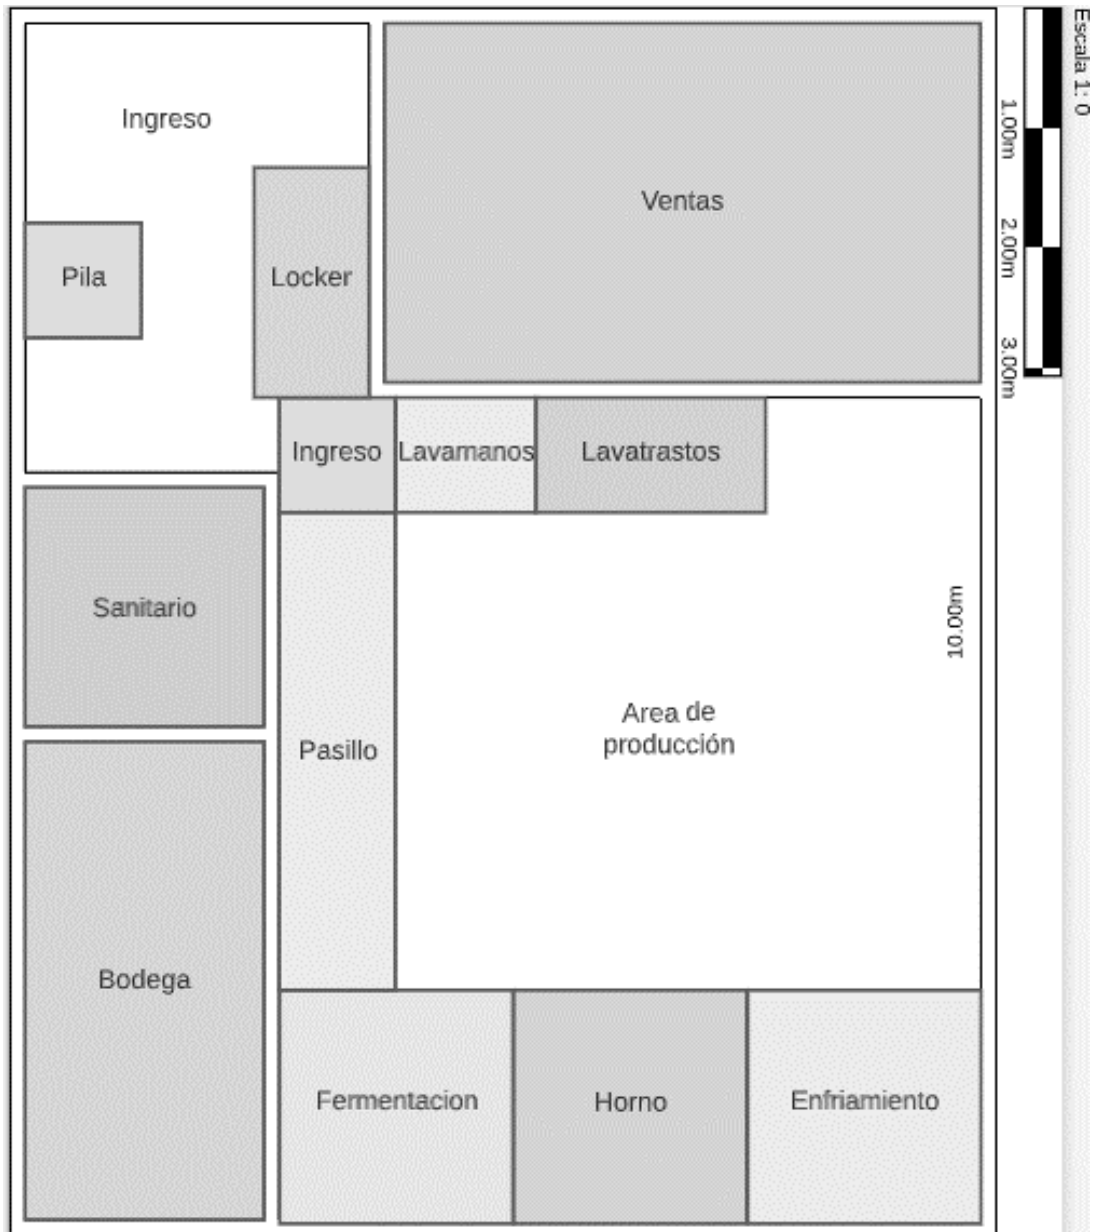 Escala 1: 0
Ingreso
1.00m
Ventas
2.00m
Pila
Locker
3.00m
Ingreso
Lavamanos
Lavatrastos
10.00m
Sanitario
Area de
producción
Pasillo
Bodega
Fermentacion
Horno
Enfriamiento